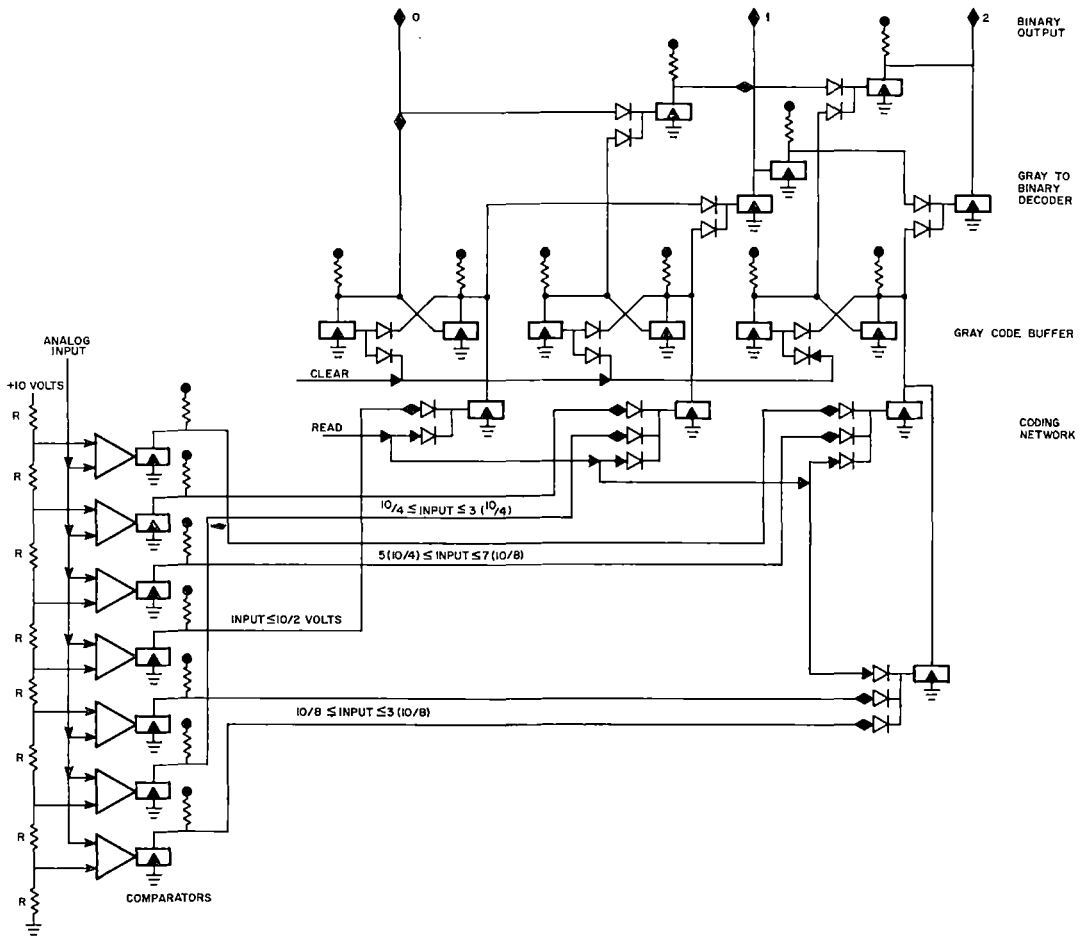 0 1 2 BINARY
OUTPUT
GRAY TO
BINARY
DECODER
GRAY CODE BUFFER
ANALOG
INPUT
+10 VOLTS
CLEAR
READ
CODING
NETWORK
R
R
R
R
R
R
R
R
10/4 ≤ INPUT ≤ 3 (10/4)
5(10/4) ≤ INPUT ≤ 7 (10/8)
INPUT ≤ 10/2 VOLTS
10/8 ≤ INPUT ≤ 3 (10/8)
COMPARATORS